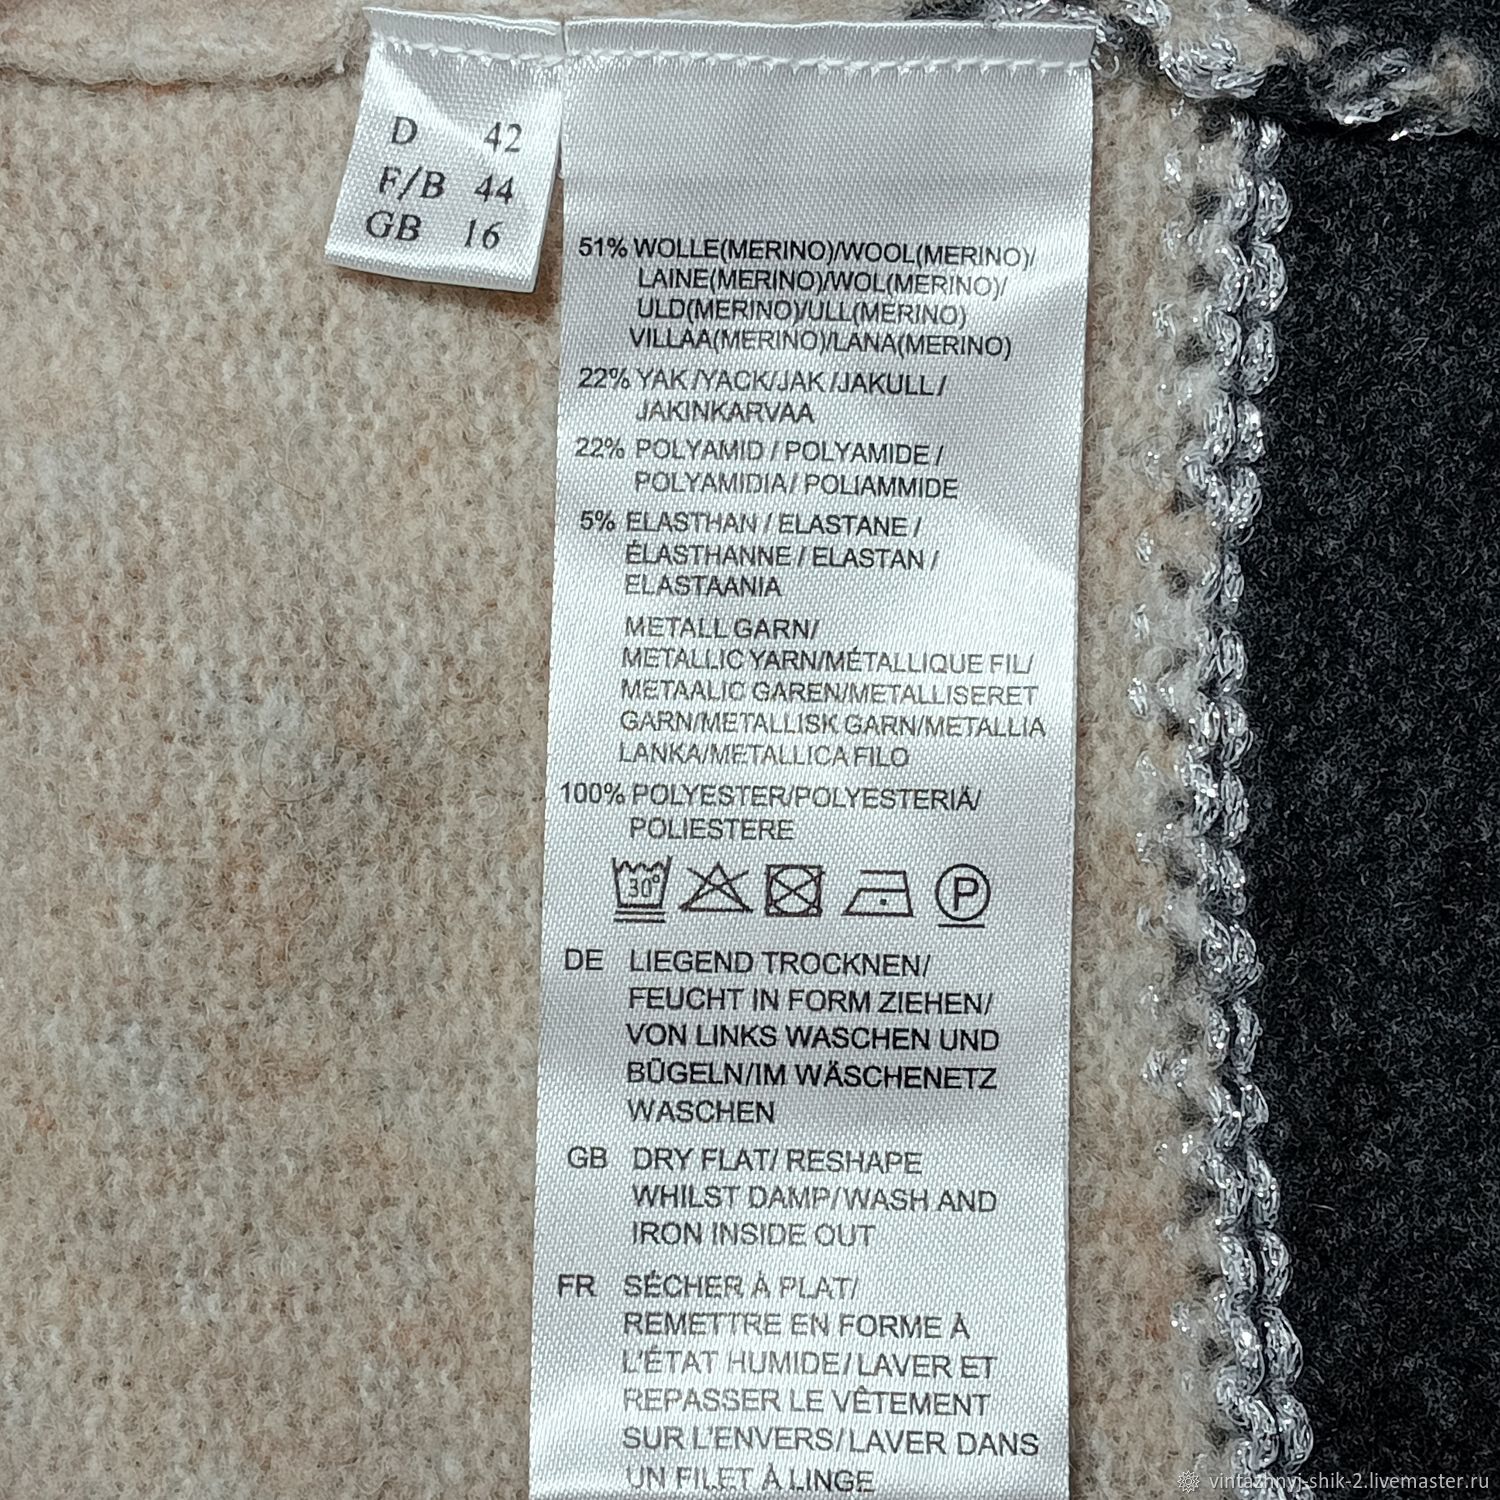 D 42
F/B 44
GB 16
51% WOLLE(MERINO)/WOOL(MERINO)/
LAINE(MERINO)/WOL(MERINO)/
ULD(MERINO)/ULL(MERINO)
VILLAA(MERINO)/LANA(MERINO)
22% YAK/YACK/JAK/JAKULL/
JAKINKARVAA
22% POLYAMID / POLYAMIDE /
POLYAMIDIA/ POLIAMMIDE
5% ELASTHAN / ELASTANE /
ÉLASTHANNE / ELASTAN /
ELASTAANIA
METALL GARN/
METALLIC YARN/MÉTALLIQUE FIL/
METAALIC GAREN/METALLISERET
GARN/METALLISK GARN/METALLIA
LANKA/METALLICA FILO
100% POLYESTER/POLYESTERIÄ/
POLIESTERE
30° P
DE LIEGEND TROCKNEN/
FEUCHT IN FORM ZIEHEN/
VON LINKS WASCHEN UND
BÜGELN/IM WÄSCHENETZ
WASCHEN
GB DRY FLAT/ RESHAPE
WHILST DAMP/WASH AND
IRON INSIDE OUT
FR SÉCHER À PLAT/
REMETTRE EN FORME À
L'ÉTAT HUMIDE/LAVER ET
REPASSER LE VÊTEMENT
SUR L'ENVERS/LAVER DANS
UN FILET À LINGE
vintazhnyj-shik-2.livemaster.ru